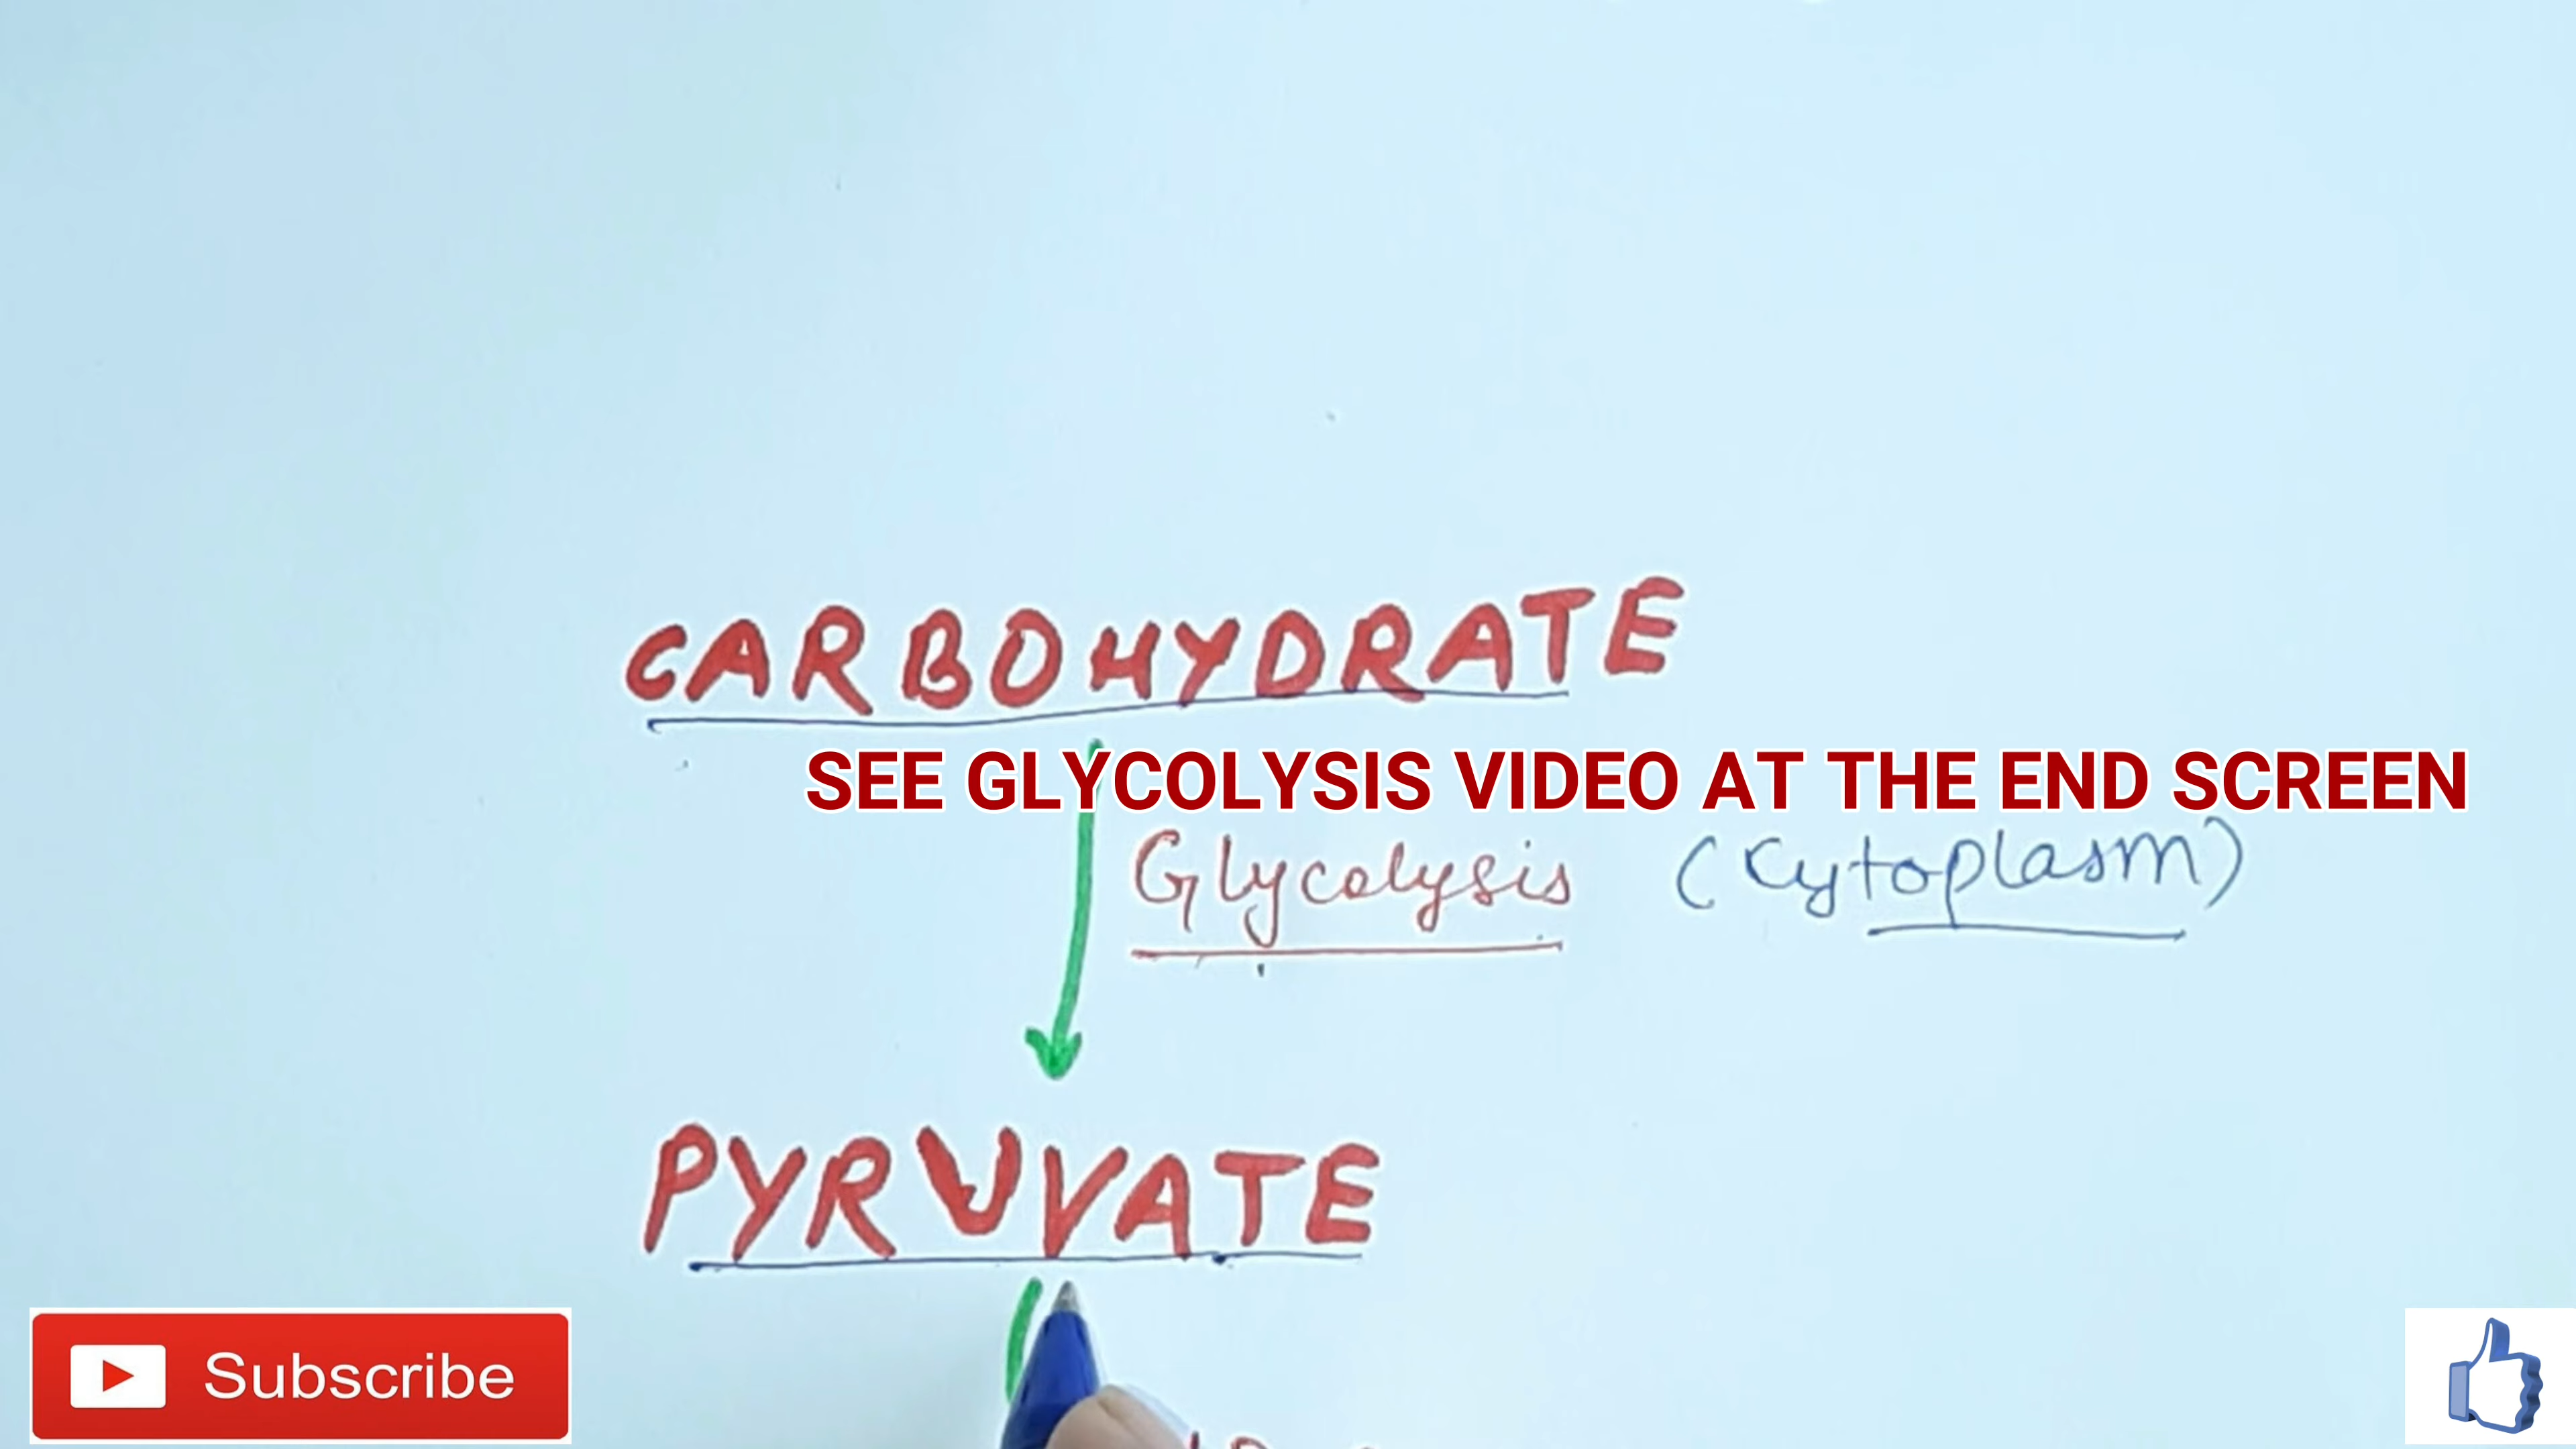 CARBOHYDRATE
SEE GLYCOLYSIS VIDEO AT THE END SCREEN
Glycolysis (Cytoplasm)
PYRUVATE
Subscribe